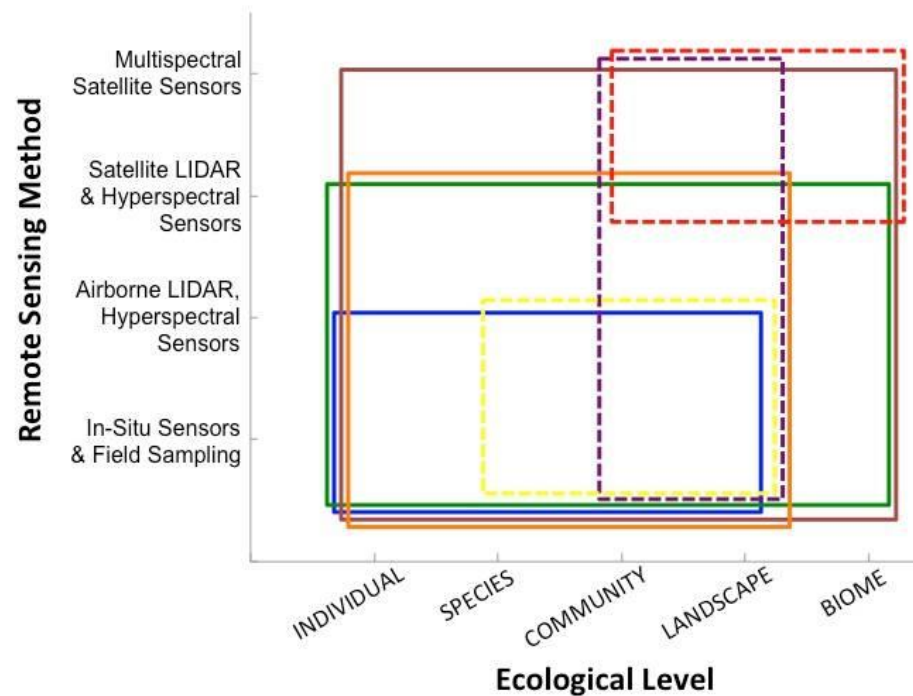 Multispectral
Satellite Sensors
Satellite LIDAR
& Hyperspectral
Sensors
Airborne LIDAR,
Hyperspectral
Sensors
In-Situ Sensors
& Field Sampling
Remote Sensing Method
INDIVIDUAL
SPECIES
COMMUNITY
LANDSCAPE
BIOME
Ecological Level